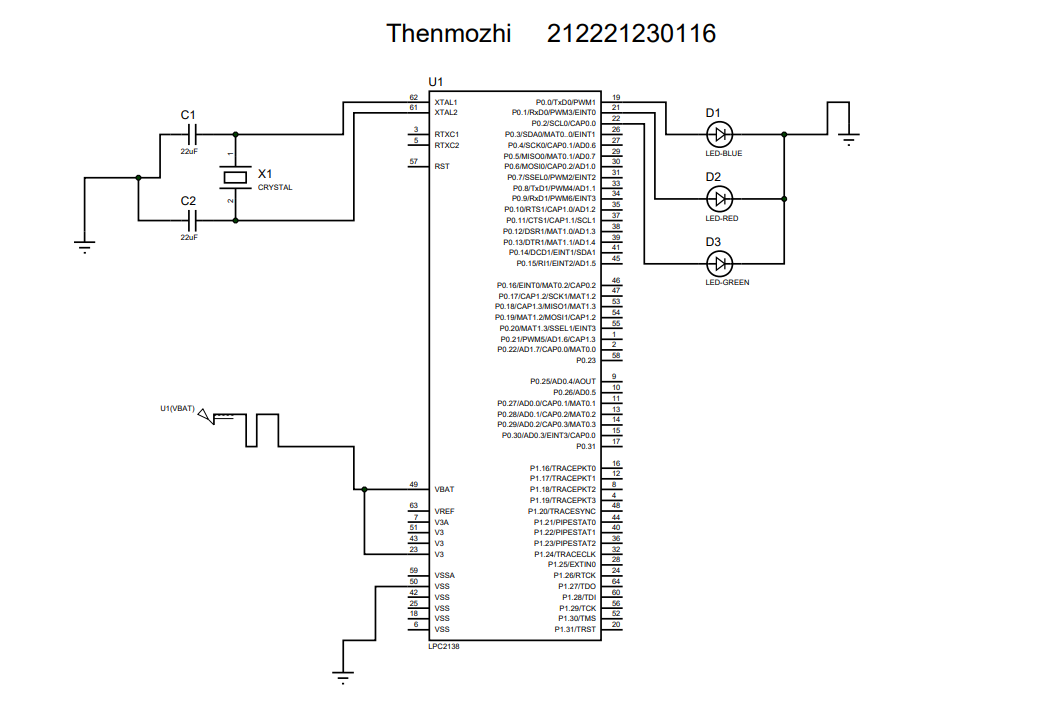 Thenmozhi 212221230116
U1
C1
22uF
1
X1
CRYSTAL
2
C2
22uF
62 XTAL1
61 XTAL2
3 RTXC1
5 RTXC2
57 RST
U1(VBAT)
49 VBAT
63 VREF
7 V3A
51 V3
43 V3
23 V3
59 VSSA
50 VSS
42 VSS
25 VSS
18 VSS
6 VSS
P0.0/TxD0/PWM1 19
P0.1/RxD0/PWM3/EINT0 21
P0.2/SCL0/CAP0.0 22
P0.3/SDA0/MAT0..0/EINT1 26
P0.4/SCK0/CAP0.1/AD0.6 27
P0.5/MISO0/MAT0.1/AD0.7 29
P0.6/MOSI0/CAP0.2/AD1.0 30
P0.7/SSEL0/PWM2/EINT2 31
P0.8/TxD1/PWM4/AD1.1 33
P0.9/RxD1/PWM6/EINT3 34
P0.10/RTS1/CAP1.0/AD1.2 35
P0.11/CTS1/CAP1.1/SCL1 37
P0.12/DSR1/MAT1.0/AD1.3 38
P0.13/DTR1/MAT1.1/AD1.4 39
P0.14/DCD1/EINT1/SDA1 41
P0.15/RI1/EINT2/AD1.5 45
P0.16/EINT0/MAT0.2/CAP0.2 46
P0.17/CAP1.2/SCK1/MAT1.2 47
P0.18/CAP1.3/MISO1/MAT1.3 53
P0.19/MAT1.2/MOSI1/CAP1.2 54
P0.20/MAT1.3/SSEL1/EINT3 55
P0.21/PWM5/AD1.6/CAP1.3 1
P0.22/AD1.7/CAP0.0/MAT0.0 2
P0.23 58
P0.25/AD0.4/AOUT 9
P0.26/AD0.5 10
P0.27/AD0.0/CAP0.1/MAT0.1 11
P0.28/AD0.1/CAP0.2/MAT0.2 13
P0.29/AD0.2/CAP0.3/MAT0.3 14
P0.30/AD0.3/EINT3/CAP0.0 15
P0.31 17
P1.16/TRACEPKT0 16
P1.17/TRACEPKT1 12
P1.18/TRACEPKT2 8
P1.19/TRACEPKT3 4
P1.20/TRACESYNC 48
P1.21/PIPESTAT0 44
P1.22/PIPESTAT1 40
P1.23/PIPESTAT2 36
P1.24/TRACECLK 32
P1.25/EXTIN0 28
P1.26/RTCK 24
P1.27/TDO 64
P1.28/TDI 60
P1.29/TCK 56
P1.30/TMS 52
P1.31/TRST 20
LPC2138
D1
LED-BLUE
D2
LED-RED
D3
LED-GREEN